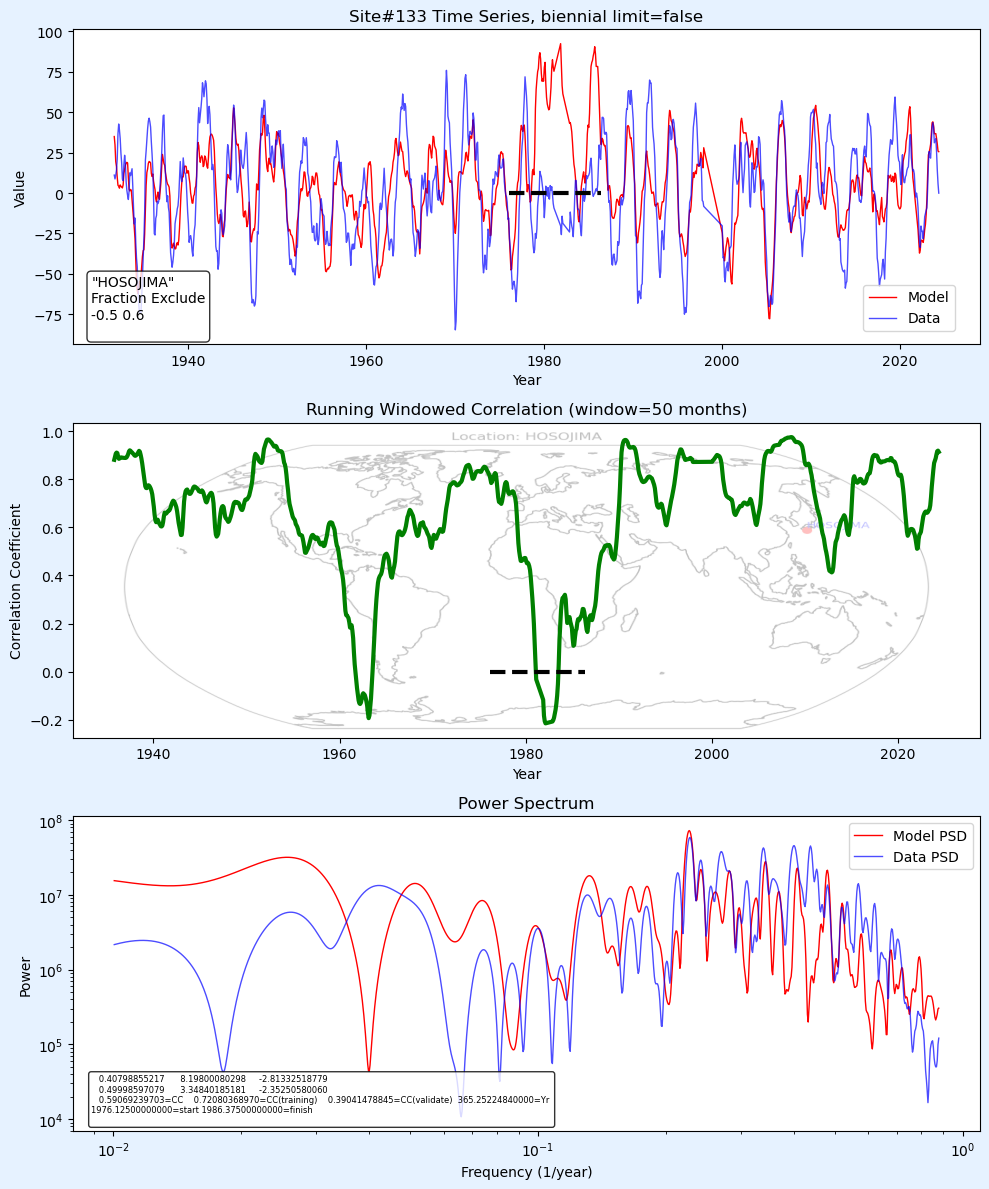 Site#133 Time Series, biennial limit=false
100
75
50
25
0
−25
−50
−75
Value
"HOSOJIMA"
Fraction Exclude
-0.5 0.6
Model
Data
1940
1960
1980
2000
2020
Year
Running Windowed Correlation (window=50 months)
Location: HOSOJIMA
HOSOJIMA
1.0
0.8
0.6
0.4
0.2
0.0
−0.2
Correlation Coefficient
1940
1960
1980
2000
2020
Year
Power Spectrum
10^8
10^7
10^6
10^5
10^4
Power
Model PSD
Data PSD
0.40798855217 8.19800080298 -2.81332518779
0.49998597079 3.34840185181 -2.35250580060
0.59069239703=CC 0.72080368970=CC(training) 0.39041478845=CC(validate) 365.25224840000=Yr
1976.12500000000=start 1986.37500000000=finish
10^−2
10^−1
10^0
Frequency (1/year)